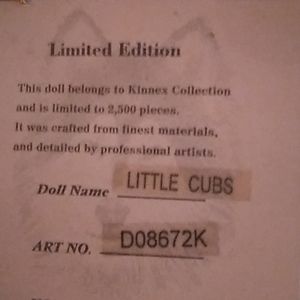 Limited Edition
This doll belongs to Kinnex Collection
and is limited to 2,500 pieces.
It was crafted from finest materials,
and detailed by professional artists.
Doll Name LITTLE CUBS
ART NO. D08672K